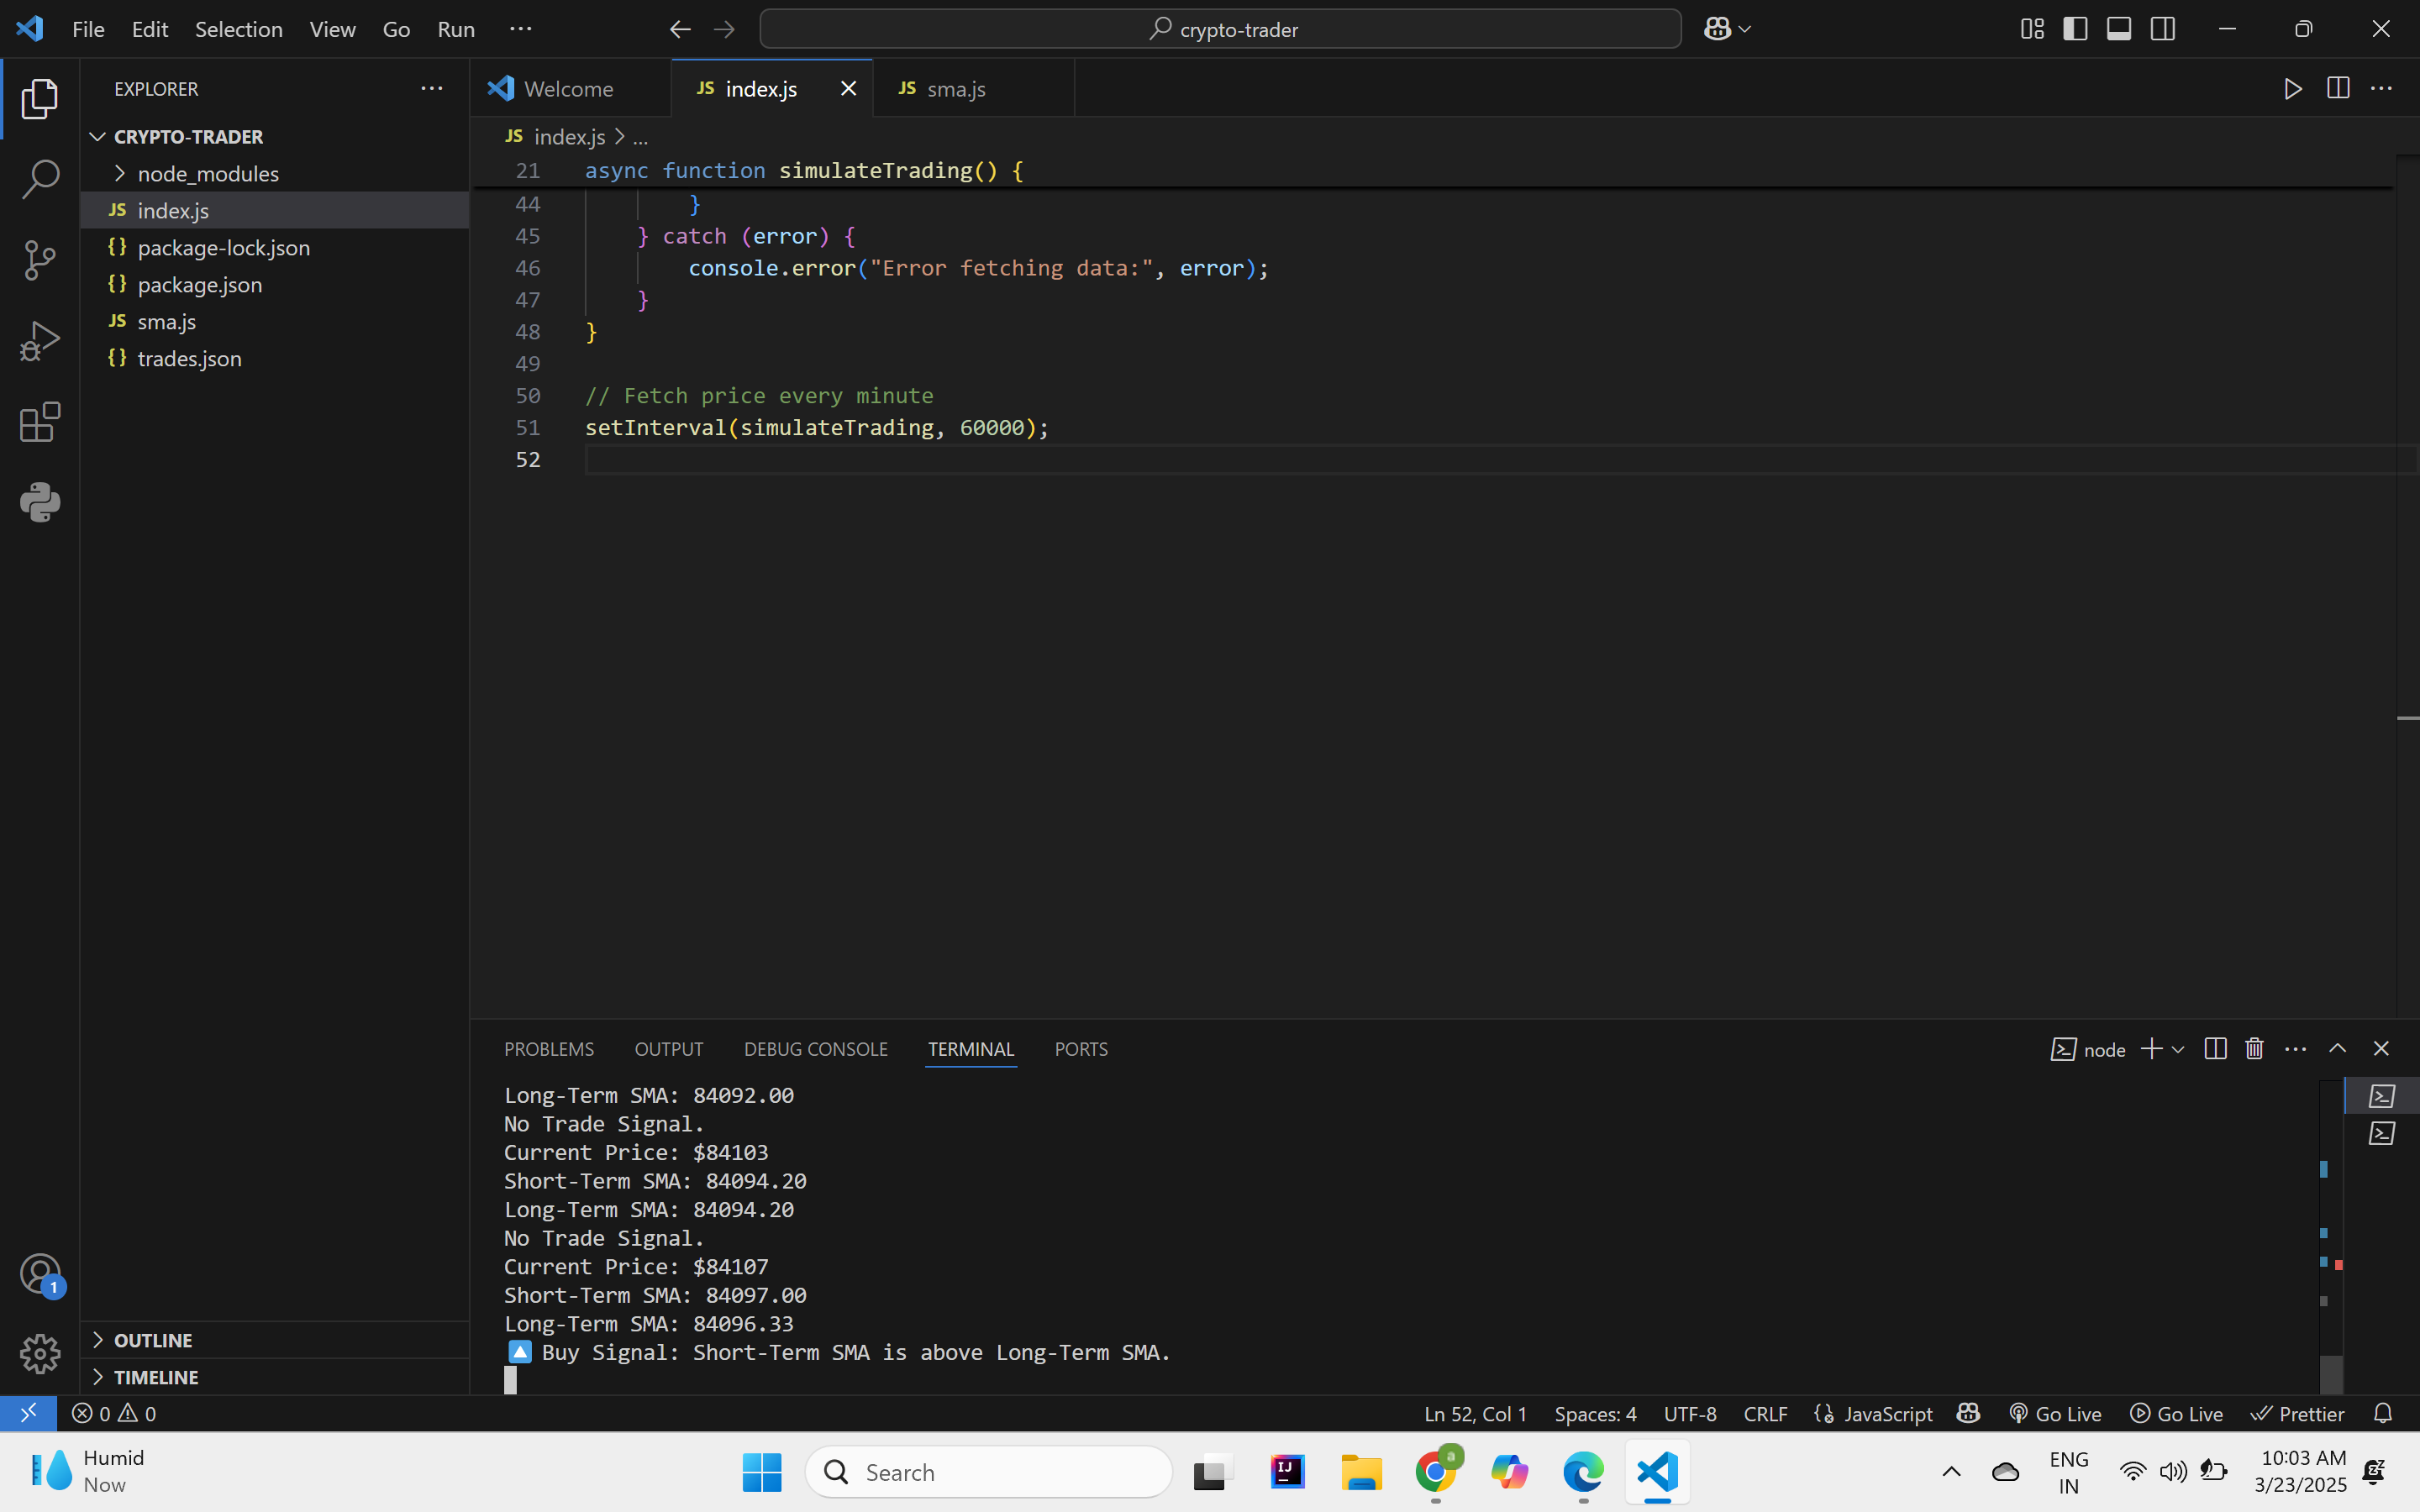 File Edit Selection View Go Run ...
crypto-trader
EXPLORER ...
CRYPTO-TRADER
node_modules
JS index.js
{} package-lock.json
{} package.json
JS sma.js
{} trades.json
OUTLINE
TIMELINE
Welcome
JS index.js
JS sma.js
JS index.js > ...
21 async function simulateTrading() {
44 }
45 } catch (error) {
46 console.error("Error fetching data:", error);
47 }
48 }
49
50 // Fetch price every minute
51 setInterval(simulateTrading, 60000);
52
PROBLEMS OUTPUT DEBUG CONSOLE TERMINAL PORTS
node
Long-Term SMA: 84092.00
No Trade Signal.
Current Price: $84103
Short-Term SMA: 84094.20
Long-Term SMA: 84094.20
No Trade Signal.
Current Price: $84107
Short-Term SMA: 84097.00
Long-Term SMA: 84096.33
🔼 Buy Signal: Short-Term SMA is above Long-Term SMA.
1
0 0
Ln 52, Col 1 Spaces: 4 UTF-8 CRLF {} JavaScript Go Live Go Live Prettier
Humid
Now
Search
IJ
a
ENG
IN
10:03 AM
3/23/2025